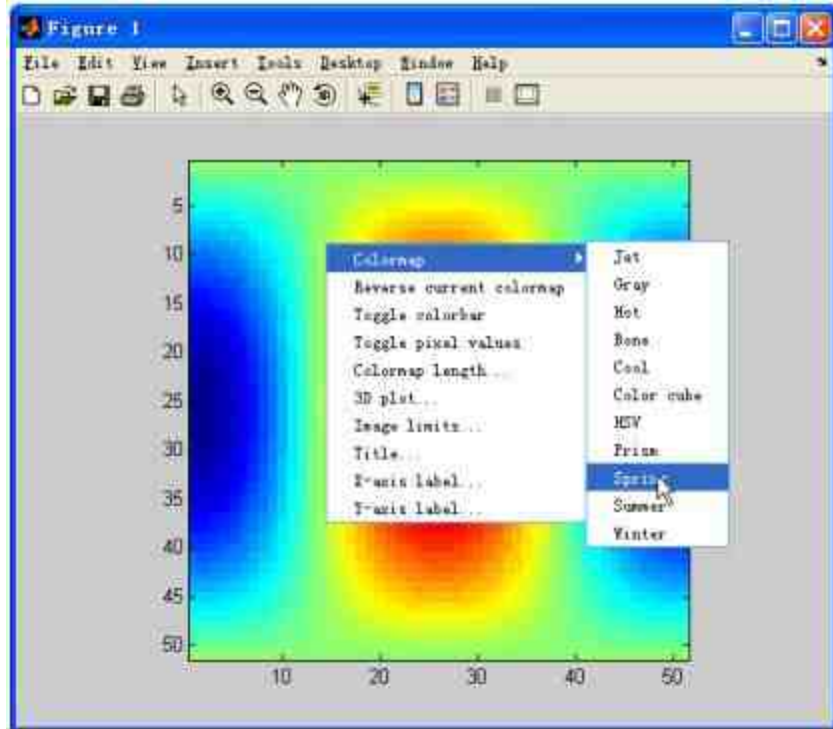 Figure 1
File Edit View Insert Tools Desktop Window Help
5
10
15
20
25
30
35
40
45
50
10 20 30 40 50
Colormap
Reverse current colormap
Toggle colorbar
Toggle pixel values
Colormap length...
3D plot...
Image limits...
Title...
X-axis label...
Y-axis label...
Jet
Gray
Hot
Bone
Cool
Color cube
HSV
Prism
Spring
Summer
Winter